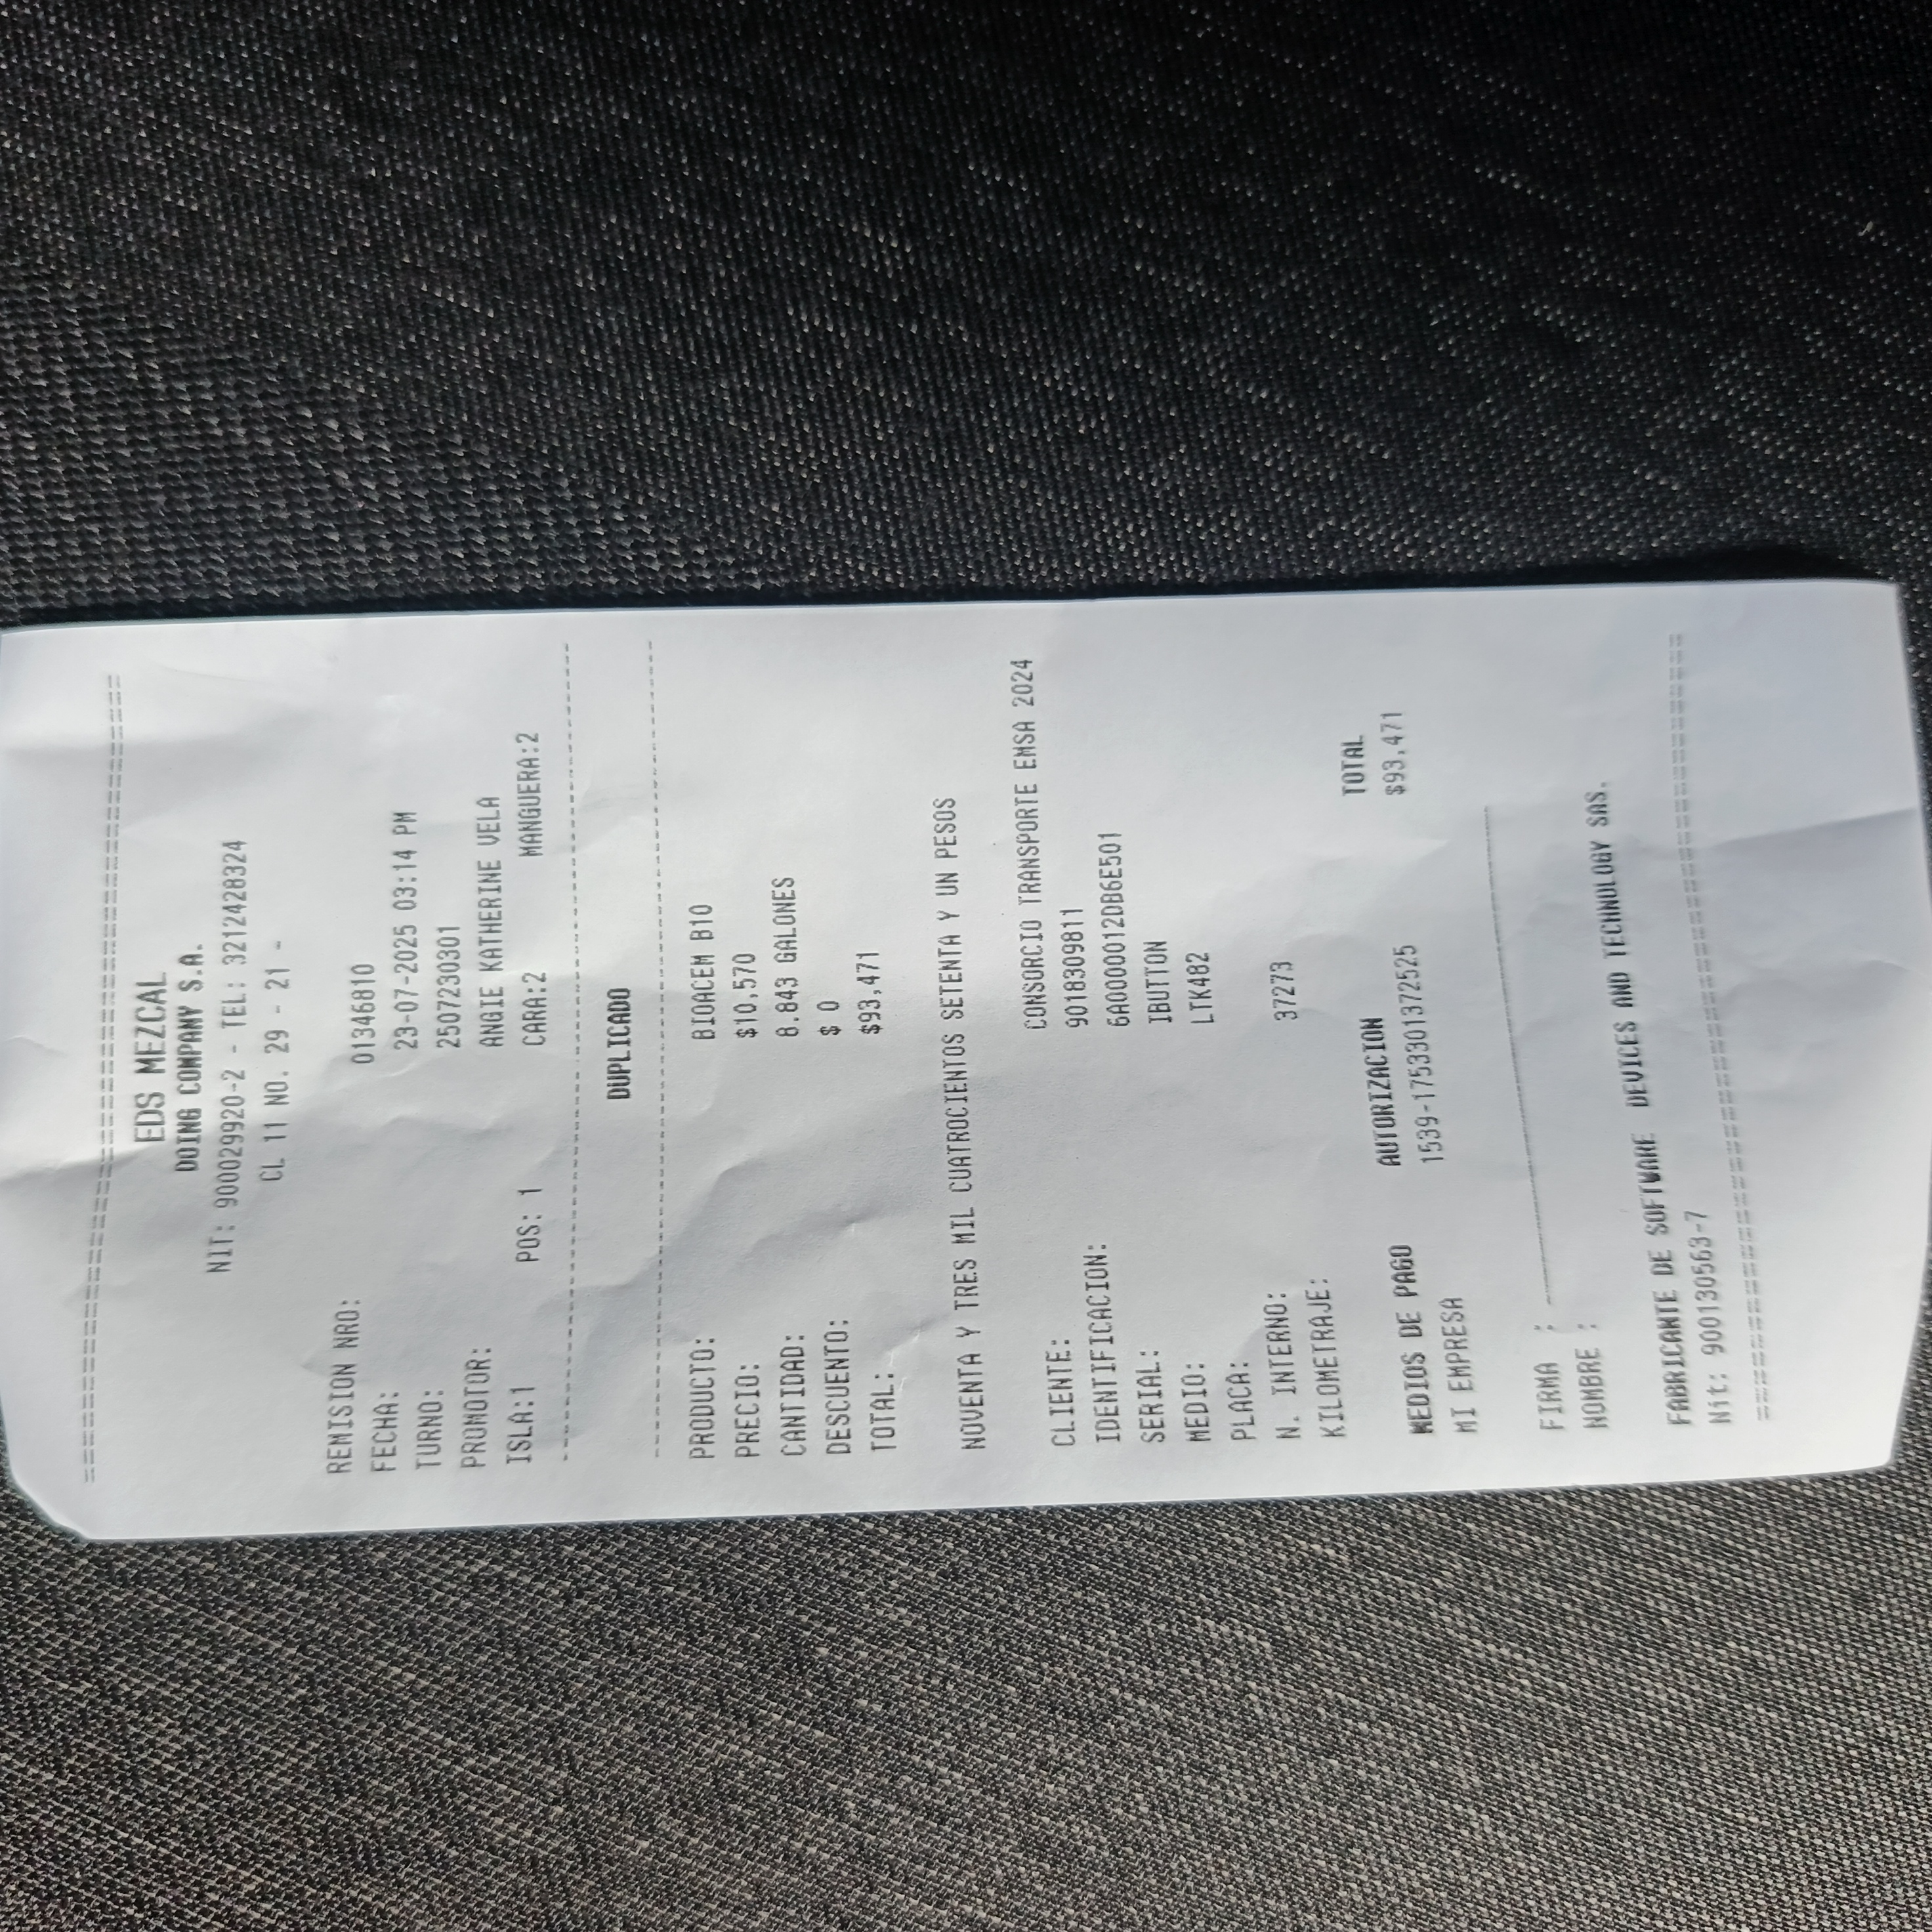 ================================================
EDS MEZCAL
DOING COMPANY S.A.
NIT: 900029920-2 - TEL: 3212428324
CL 11 NO. 29 - 21 -
REMISION NRO: 01346810
FECHA: 23-07-2025 03:14 PM
TURNO: 250723030​1
PROMOTOR: ANGIE KATHERINE VELA
ISLA:1 POS: 1 CARA:2 MANGUERA:2
------------------------------------------------
DUPLICADO
------------------------------------------------
PRODUCTO: BIOACEM B10
PRECIO: $10,570
CANTIDAD: 8.843 GALONES
DESCUENTO: $ 0
TOTAL: $93,471
NOVENTA Y TRES MIL CUATROCIENTOS SETENTA Y UN PESOS
CLIENTE: CONSORCIO TRANSPORTE EMSA 2024
IDENTIFICACION: 9018309811
SERIAL: 6A0000012DB6E501
MEDIO: IBUTTON
PLACA: LTK482
N. INTERNO:
KILOMETRAJE: 37273
MEDIOS DE PAGO AUTORIZACION TOTAL
MI EMPRESA 1539-1753301372525 $93,471
FIRMA :
NOMBRE :
FABRICANTE DE SOFTWARE DEVICES AND TECHNOLOGY SAS.
Nit: 900130563-7
================================================